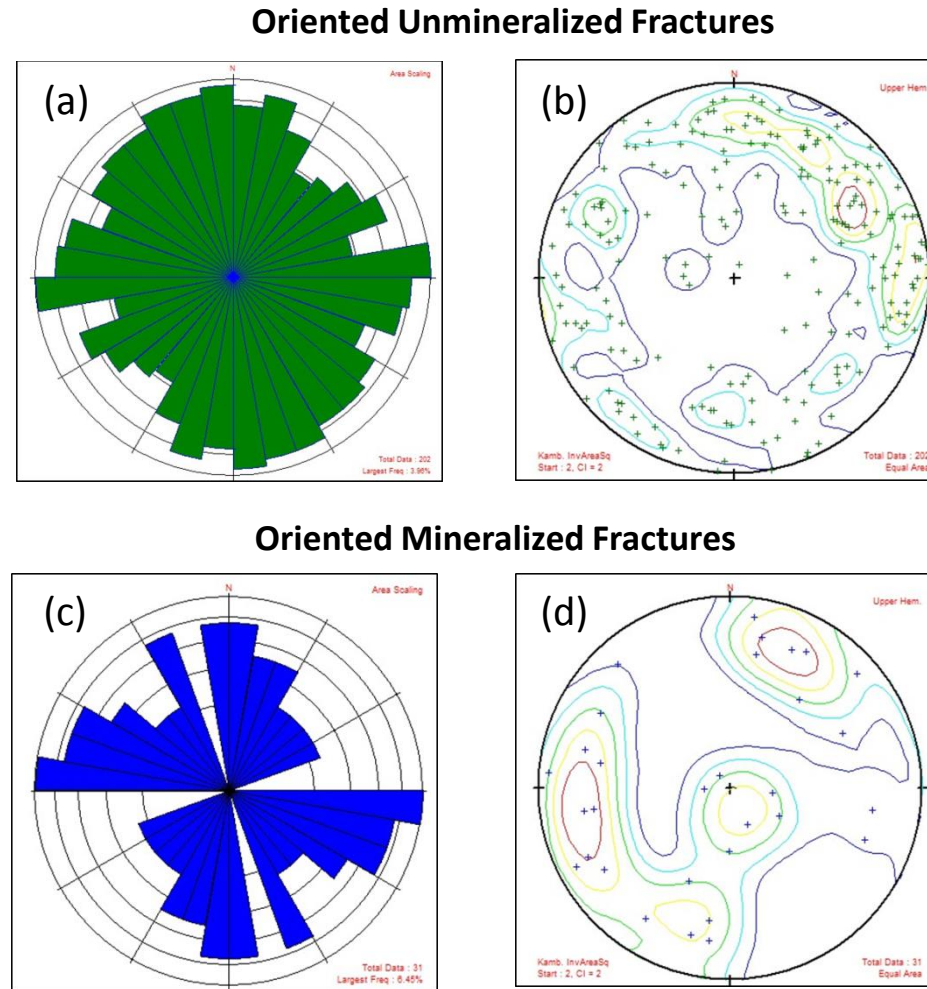 Oriented Unmineralized Fractures
(a)
N
Area Scaling
Total Data : 202
Largest Freq : 3.96%
(b)
N
Upper Hem.
Kamb. InvAreaSq
Start : 2, CI = 2
Total Data : 202
Equal Area
Oriented Mineralized Fractures
(c)
N
Area Scaling
Total Data : 31
Largest Freq : 6.45%
(d)
N
Upper Hem.
Kamb. InvAreaSq
Start : 2, CI = 2
Total Data : 31
Equal Area